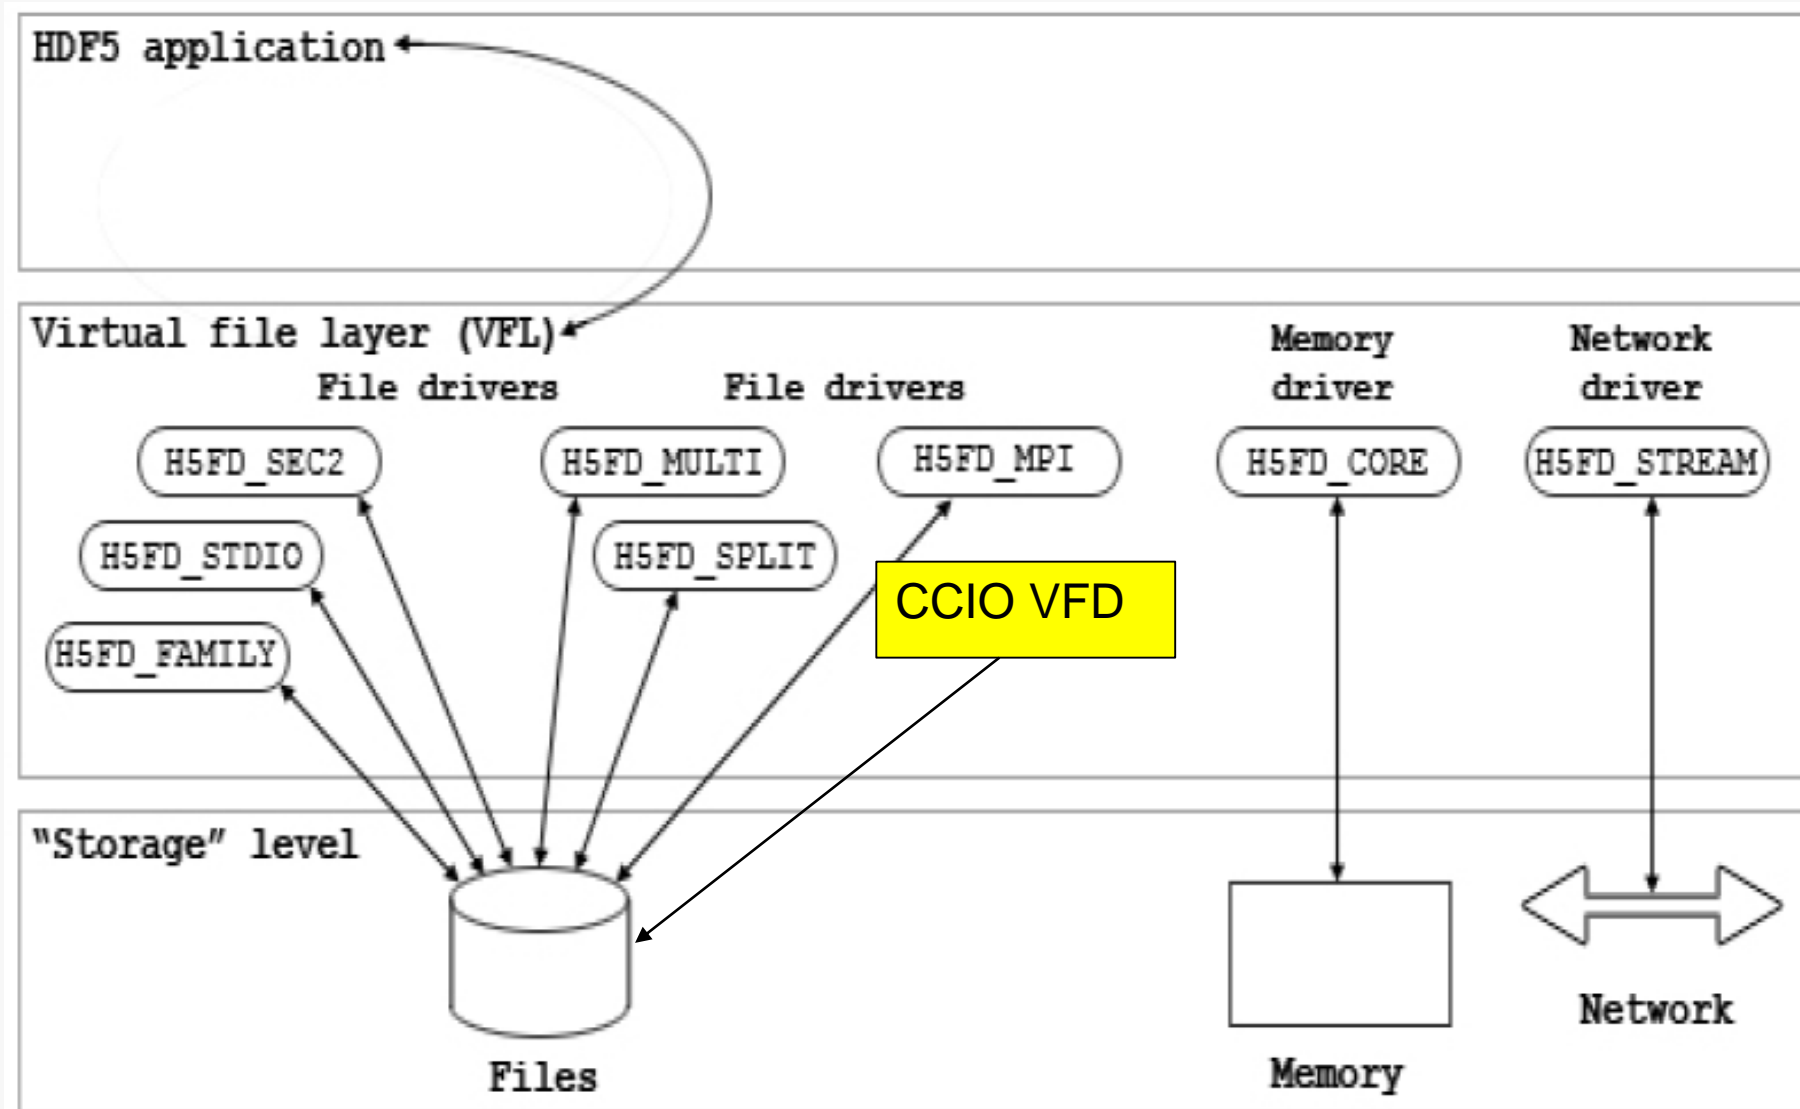 HDF5 application
Virtual file layer (VFL)
File drivers
File drivers
Memory
driver
Network
driver
H5FD_SEC2
H5FD_MULTI
H5FD_MPI
H5FD_CORE
H5FD_STREAM
H5FD_STDIO
H5FD_SPLIT
CCIO VFD
H5FD_FAMILY
“Storage” level
Files
Memory
Network